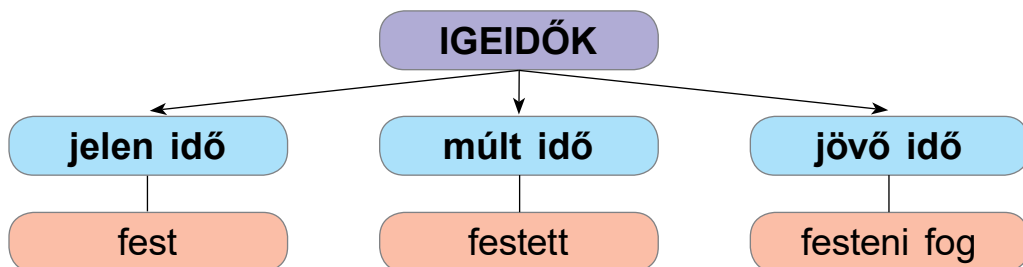 IGEIDŐK
jelen idő
múlt idő
jövő idő
fest
festett
festeni fog